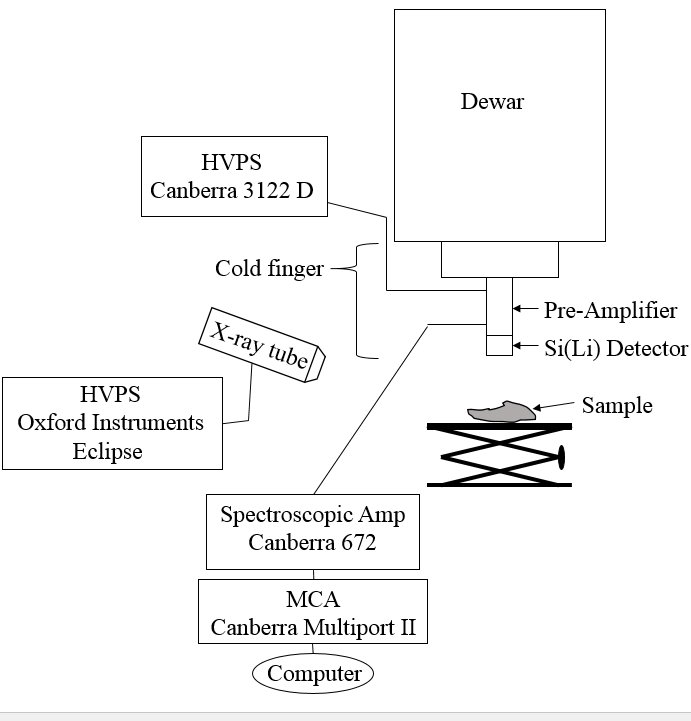 Dewar
HVPS
Canberra 3122 D
Cold finger
Pre-Amplifier
X-ray tube
Si(Li) Detector
HVPS
Oxford Instruments
Eclipse
Sample
Spectroscopic Amp
Canberra 672
MCA
Canberra Multiport II
Computer